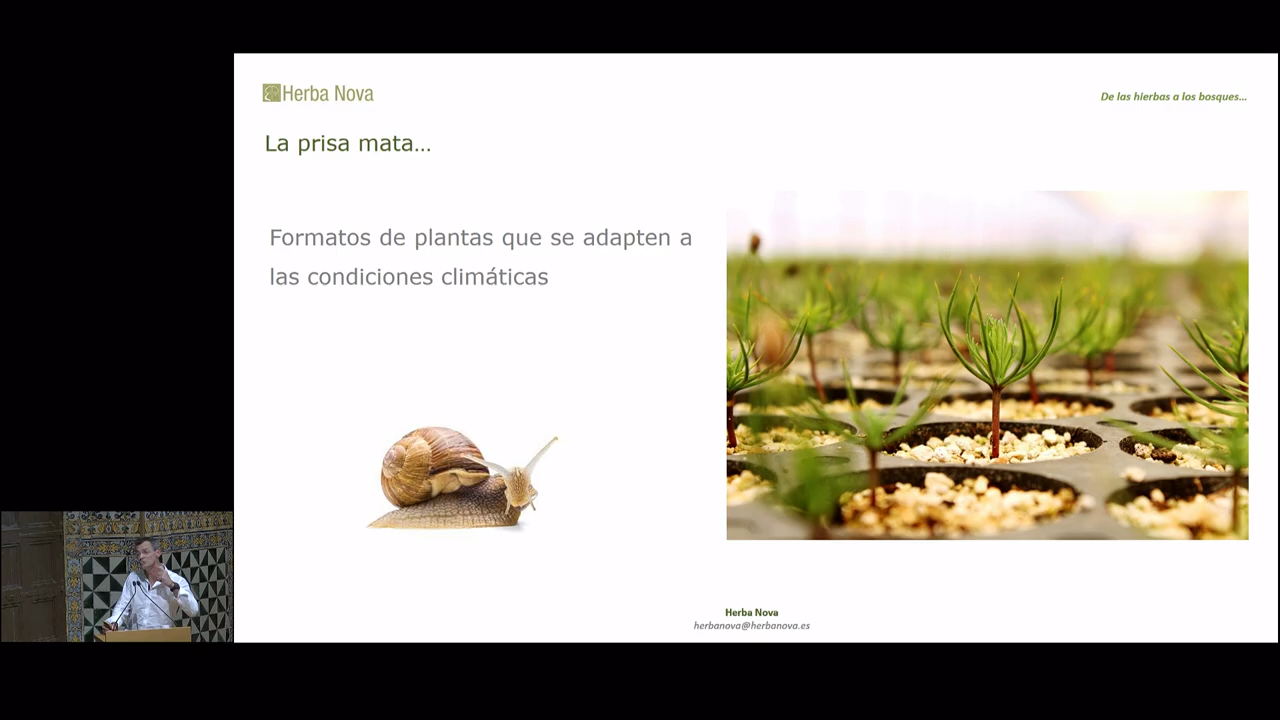 Herba Nova
De las hierbas a los bosques...
La prisa mata...
Formatos de plantas que se adapten a
las condiciones climáticas
Herba Nova
herbanova@herbanova.es